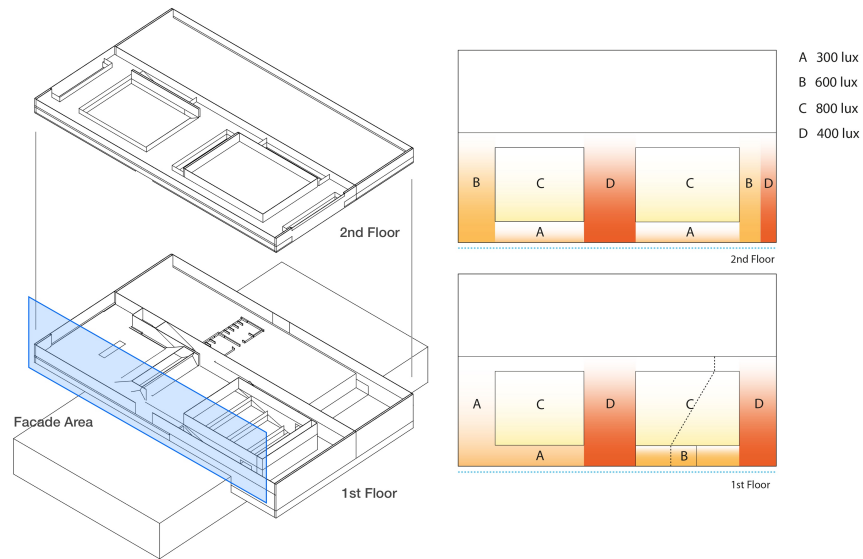 2nd Floor
Facade Area
1st Floor
A 300 lux
B 600 lux
C 800 lux
D 400 lux
B C D C B D
A A
2nd Floor
A C D C D
A B
1st Floor